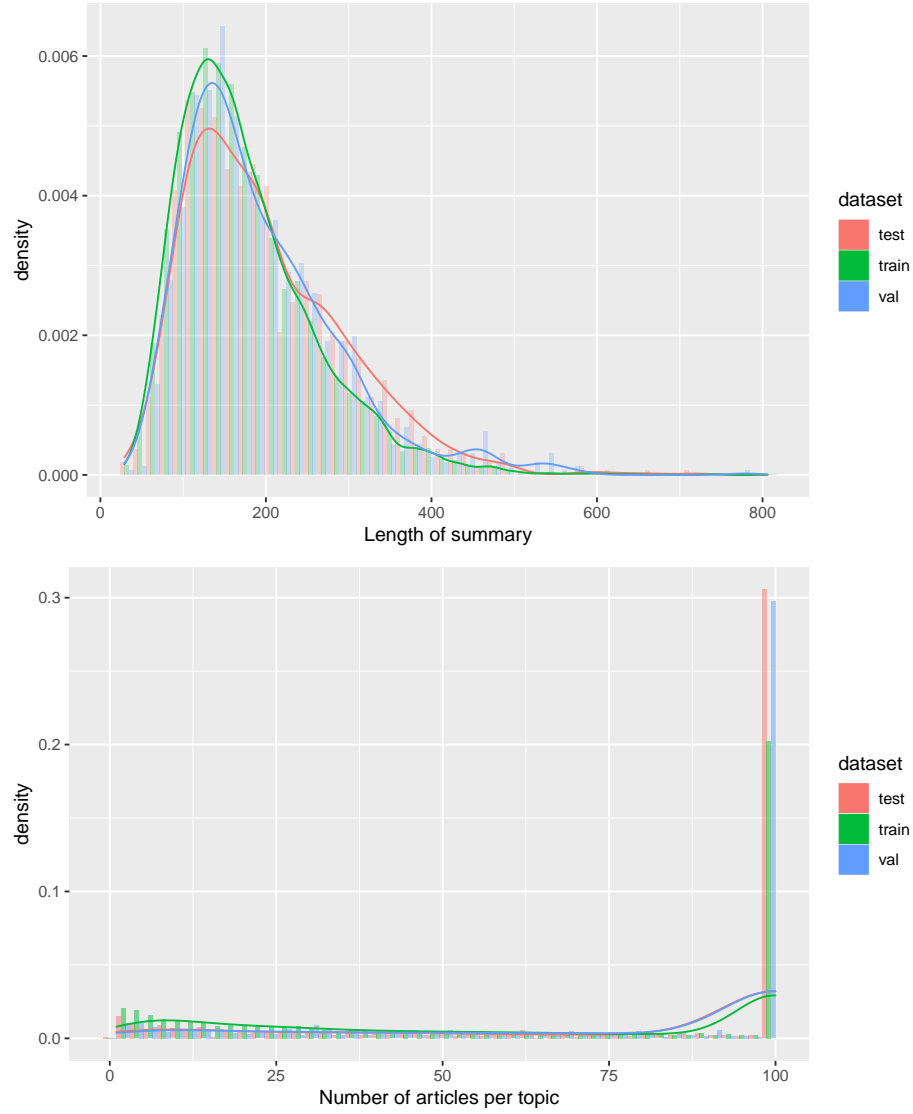 0.006
0.004
0.002
0.000
density
0
200
400
600
800
Length of summary
dataset
test
train
val
0.3
0.2
0.1
0.0
density
0
25
50
75
100
Number of articles per topic
dataset
test
train
val